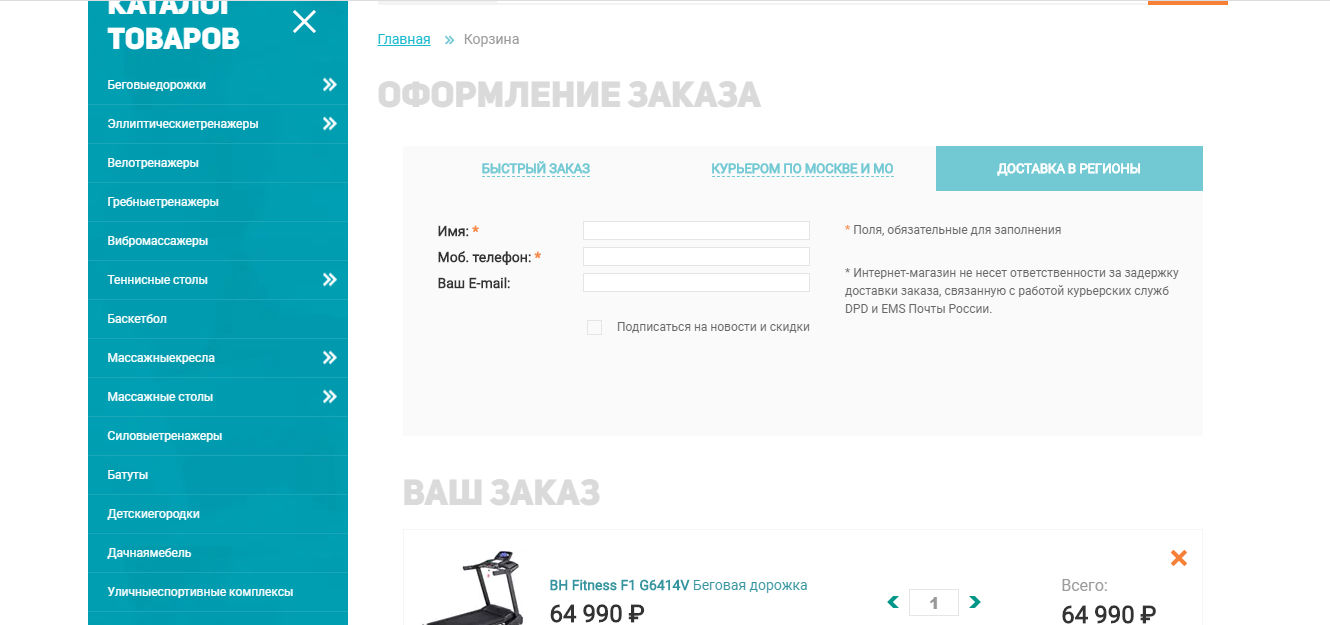 КАТАЛОГ
ТОВАРОВ
Беговыедорожки
Эллиптическиетренажеры
Велотренажеры
Гребныетренажеры
Вибромассажеры
Теннисные столы
Баскетбол
Массажныекресла
Массажные столы
Силовыетренажеры
Батуты
Детскиегородки
Дачнаямебель
Уличныеспортивные комплексы
Главная » Корзина
ОФОРМЛЕНИЕ ЗАКАЗА
БЫСТРЫЙ ЗАКАЗ КУРЬЕРОМ ПО МОСКВЕ И МО ДОСТАВКА В РЕГИОНЫ
Имя: *
Моб. телефон: *
Ваш E-mail:
Подписаться на новости и скидки
* Поля, обязательные для заполнения
* Интернет-магазин не несет ответственности за задержку
доставки заказа, связанную с работой курьерских служб
DPD и EMS Почты России.
ВАШ ЗАКАЗ
BH Fitness F1 G6414V Беговая дорожка
64 990 ₽
1
Всего:
64 990 ₽